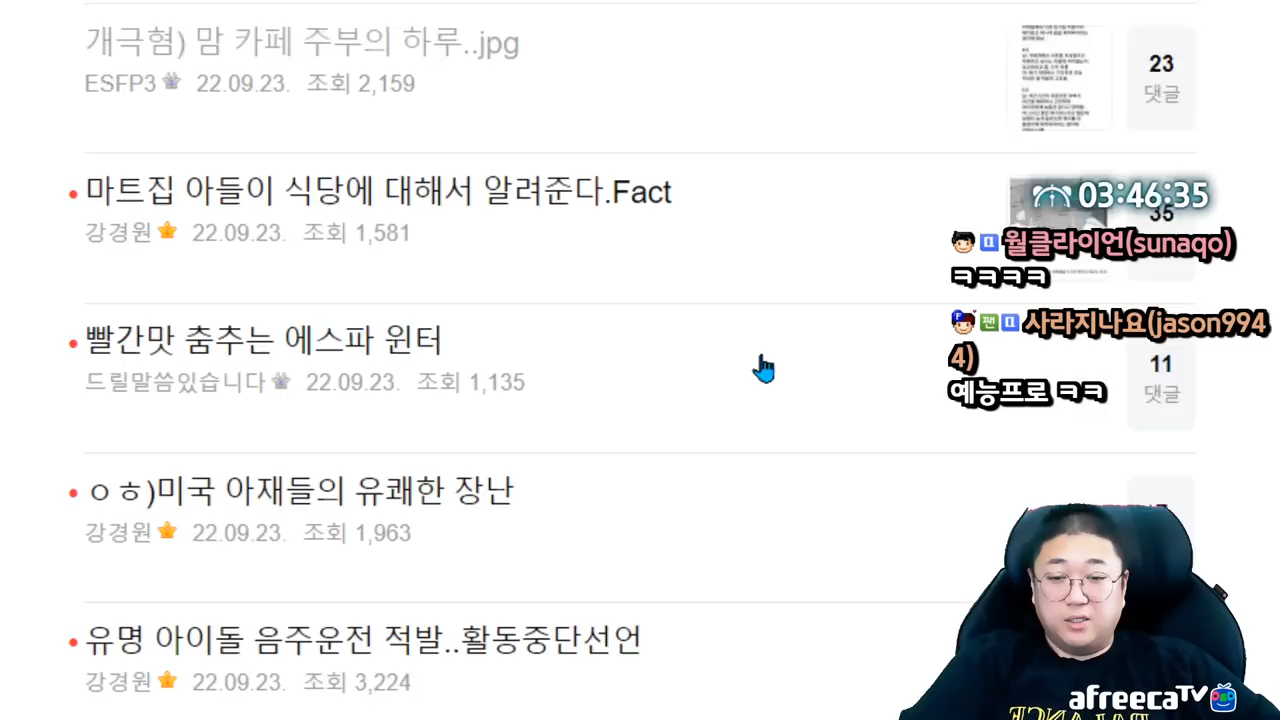 개극혐) 맘 카페 주부의 하루..jpg
ESFP3 22.09.23. 조회 2,159
23
댓글
마트집 아들이 식당에 대해서 알려준다.Fact
강경원 22.09.23. 조회 1,581
03:46:35
35
월클라이언(sunaqo)
ㅋㅋㅋㅋ
빨간맛 춤추는 에스파 윈터
드릴말씀있습니다 22.09.23. 조회 1,135
팬 사라지나요(jason994
4)
예능프로 ㅋㅋ
11
댓글
ㅇㅎ)미국 아재들의 유쾌한 장난
강경원 22.09.23. 조회 1,963
유명 아이돌 음주운전 적발..활동중단선언
강경원 22.09.23. 조회 3,224
afreecaTV